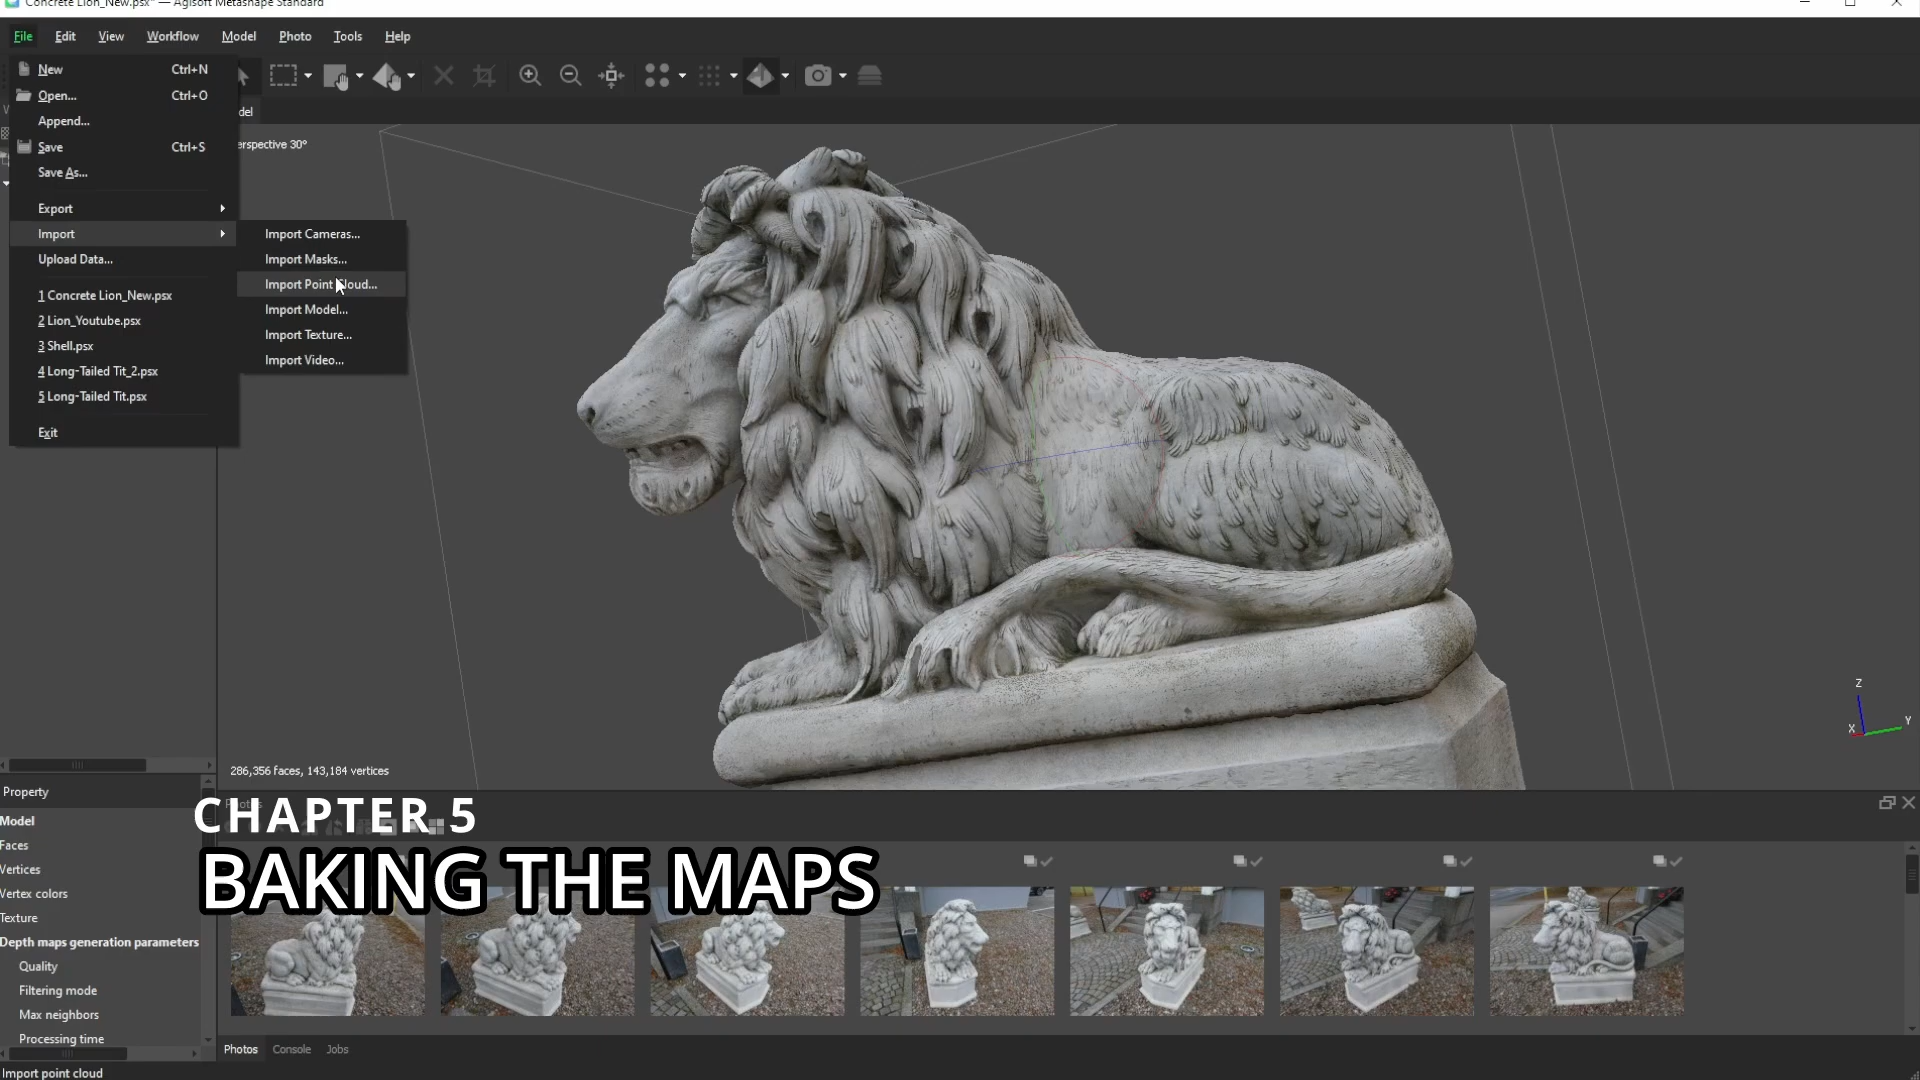 Concrete Lion_New.psx* — Agisoft Metashape Standard
File Edit View Workflow Model Photo Tools Help
New Ctrl+N
Open... Ctrl+O
Append...
Save Ctrl+S
Save As...
Export
Import
Upload Data...
1 Concrete Lion_New.psx
2 Lion_Youtube.psx
3 Shell.psx
4 Long-Tailed Tit_2.psx
5 Long-Tailed Tit.psx
Exit
Import Cameras...
Import Masks...
Import Point Cloud...
Import Model...
Import Texture...
Import Video...
del
erspective 30°
Z
X
Y
286,356 faces, 143,184 vertices
Property
Model
Faces
Vertices
Vertex colors
Texture
Depth maps generation parameters
Quality
Filtering mode
Max neighbors
Processing time
Photos
CHAPTER 5
BAKING THE MAPS
Photos Console Jobs
Import point cloud